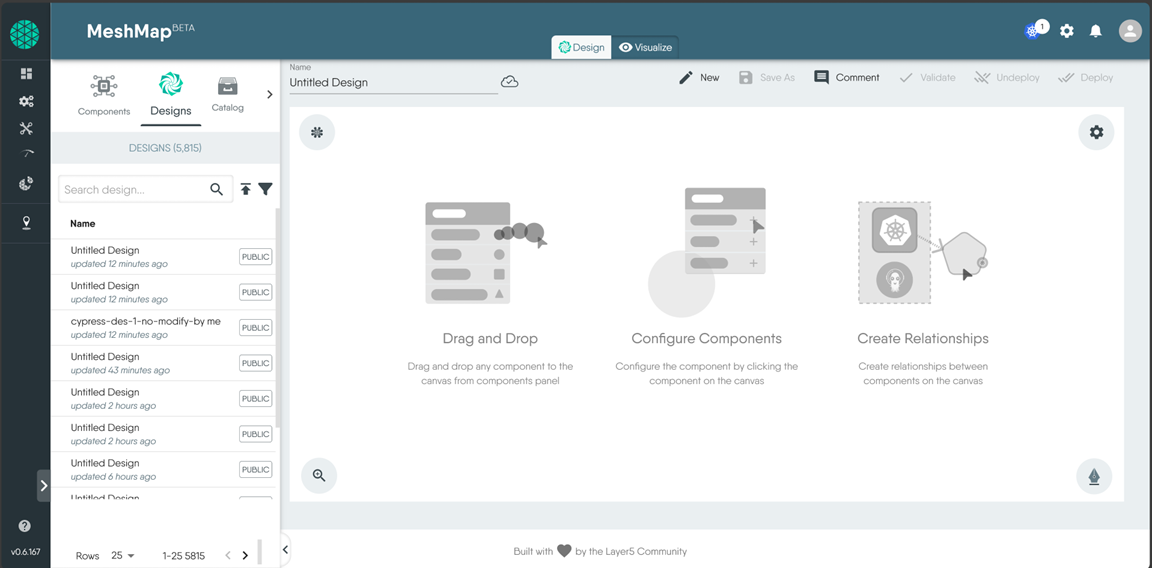 MeshMap BETA
1
Design
Visualize
Components
Designs
Catalog
Name
Untitled Design
New
Save As
Comment
Validate
Undeploy
Deploy
DESIGNS (5,815)
Search design...
Name
Untitled Design
updated 12 minutes ago
PUBLIC
Untitled Design
updated 12 minutes ago
PUBLIC
cypress-des-1-no-modify-by me
updated 12 minutes ago
PUBLIC
Untitled Design
updated 43 minutes ago
PUBLIC
Untitled Design
updated 2 hours ago
PUBLIC
Untitled Design
updated 2 hours ago
PUBLIC
Untitled Design
updated 6 hours ago
PUBLIC
Untitled Design
Rows 25 1-25 5815
v0.6.167
Drag and Drop
Drag and drop any component to the
canvas from components panel
Configure Components
Configure the component by clicking the
component on the canvas
Create Relationships
Create relationships between
components on the canvas
Built with by the Layer5 Community